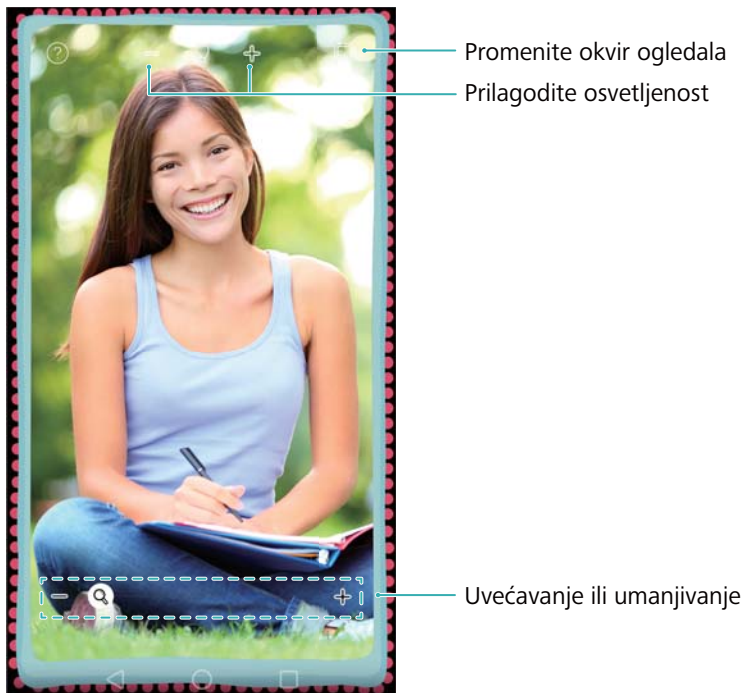 Promenite okvir ogledala
Prilagodite osvetljenost
Uvećavanje ili umanjivanje